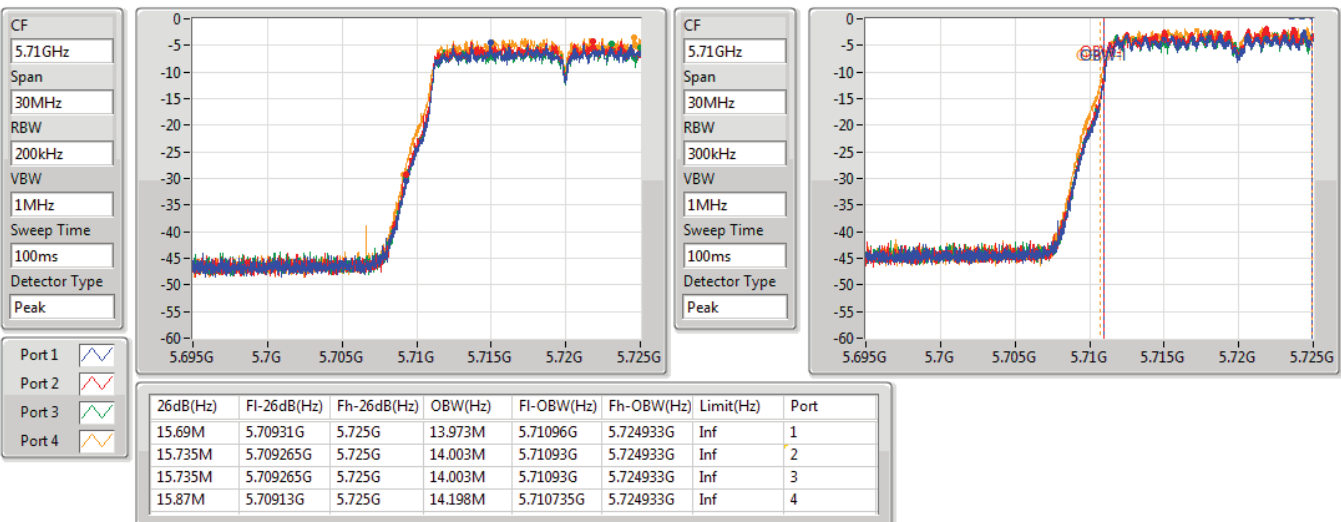 CF
5.71GHz
Span
30MHz
RBW
200kHz
VBW
1MHz
Sweep Time
100ms
Detector Type
Peak
0
-5
-10
-15
-20
-25
-30
-35
-40
-45
-50
-55
-60
5.695G 5.7G 5.705G 5.71G 5.715G 5.72G 5.725G
CF
5.71GHz
Span
30MHz
RBW
300kHz
VBW
1MHz
Sweep Time
100ms
Detector Type
Peak
0
-5
-10
-15
-20
-25
-30
-35
-40
-45
-50
-55
-60
5.695G 5.7G 5.705G 5.71G 5.715G 5.72G 5.725G
Port 1
Port 2
Port 3
Port 4
26dB(Hz) Fl-26dB(Hz) Fh-26dB(Hz) OBW(Hz) Fl-OBW(Hz) Fh-OBW(Hz) Limit(Hz) Port
15.69M 5.70931G 5.725G 13.973M 5.71096G 5.724933G Inf 1
15.735M 5.709265G 5.725G 14.003M 5.71093G 5.724933G Inf 2
15.735M 5.709265G 5.725G 14.003M 5.71093G 5.724933G Inf 3
15.87M 5.70913G 5.725G 14.198M 5.710735G 5.724933G Inf 4